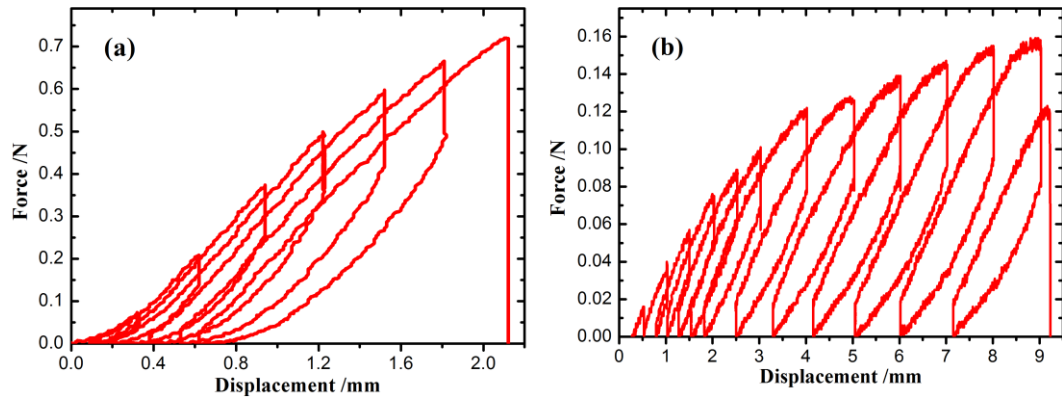 (a)
Force /N
0.7
0.6
0.5
0.4
0.3
0.2
0.1
0.0
0.0 0.4 0.8 1.2 1.6 2.0
Displacement /mm
(b)
Force /N
0.16
0.14
0.12
0.10
0.08
0.06
0.04
0.02
0.00
0 1 2 3 4 5 6 7 8 9
Displacement /mm